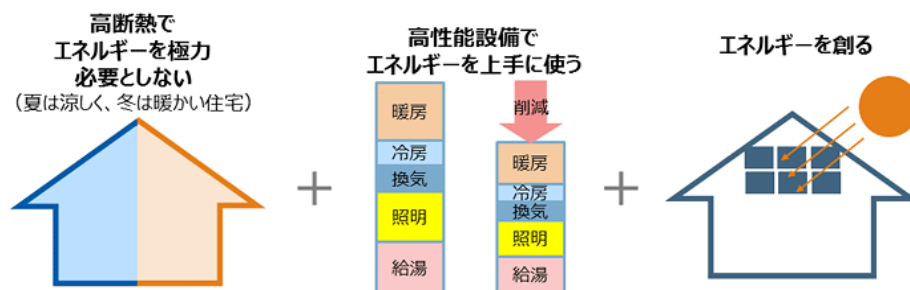 高断熱で
エネルギーを極力
必要としない
（夏は涼しく、冬は暖かい住宅）
高性能設備で
エネルギーを上手に使う
暖房
冷房
換気
照明
給湯
削減
暖房
冷房
換気
照明
給湯
エネルギーを創る